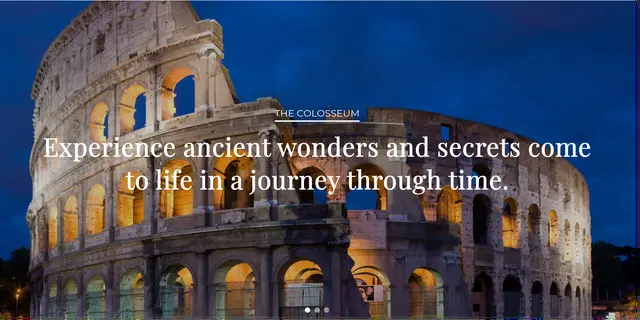 THE COLOSSEUM
Experience ancient wonders and secrets come
to life in a journey through time.